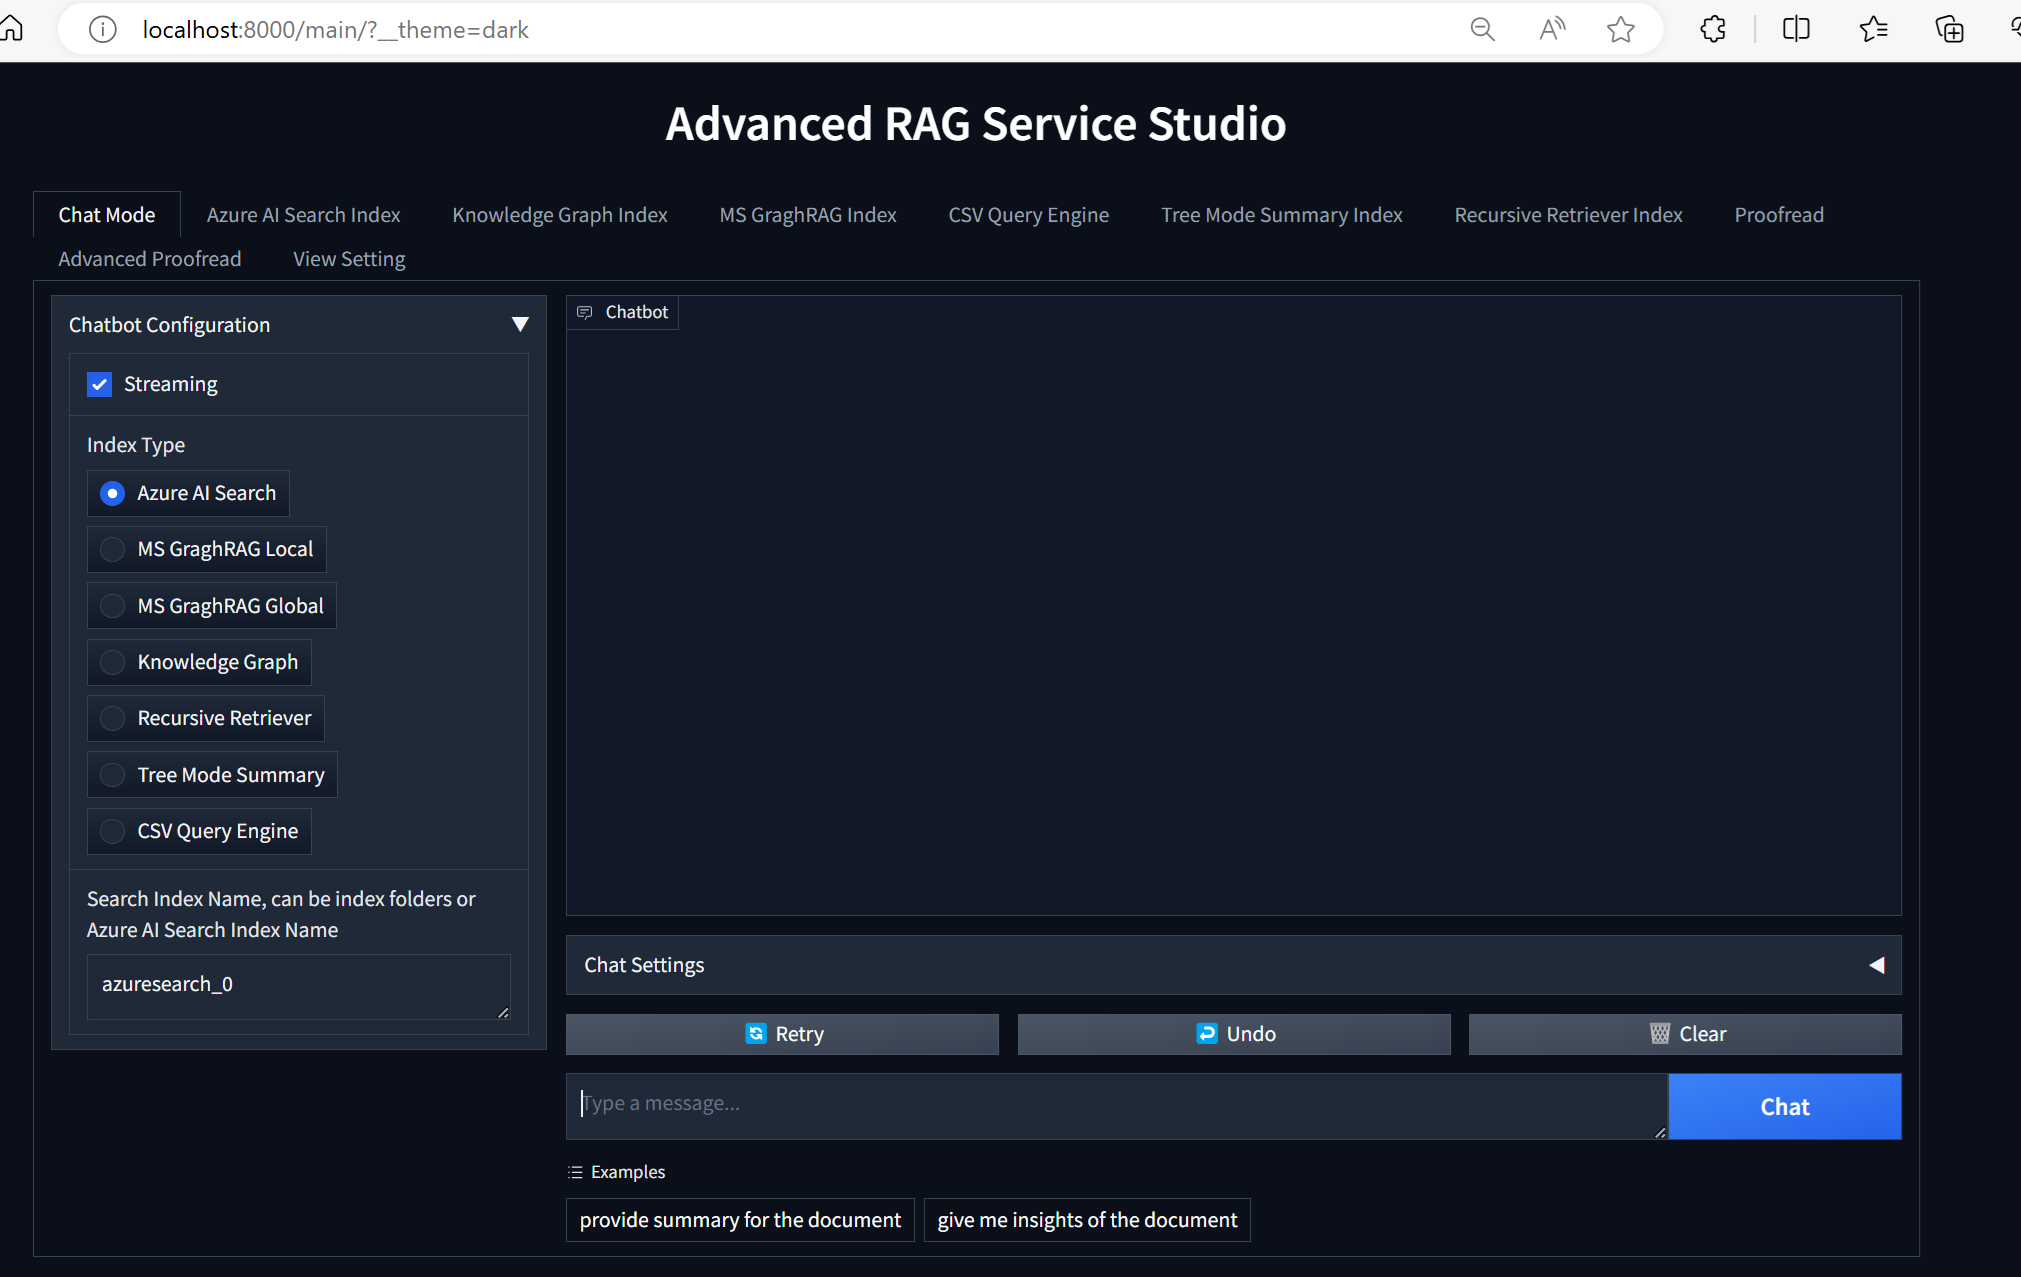 localhost:8000/main/?__theme=dark
Advanced RAG Service Studio
Chat Mode Azure AI Search Index Knowledge Graph Index MS GraghRAG Index CSV Query Engine Tree Mode Summary Index Recursive Retriever Index Proofread
Advanced Proofread View Setting
Chatbot Configuration
Streaming
Index Type
Azure AI Search
MS GraghRAG Local
MS GraghRAG Global
Knowledge Graph
Recursive Retriever
Tree Mode Summary
CSV Query Engine
Search Index Name, can be index folders or
Azure AI Search Index Name
azuresearch_0
Chatbot
Chat Settings
Retry Undo Clear
Type a message...
Chat
Examples
provide summary for the document give me insights of the document